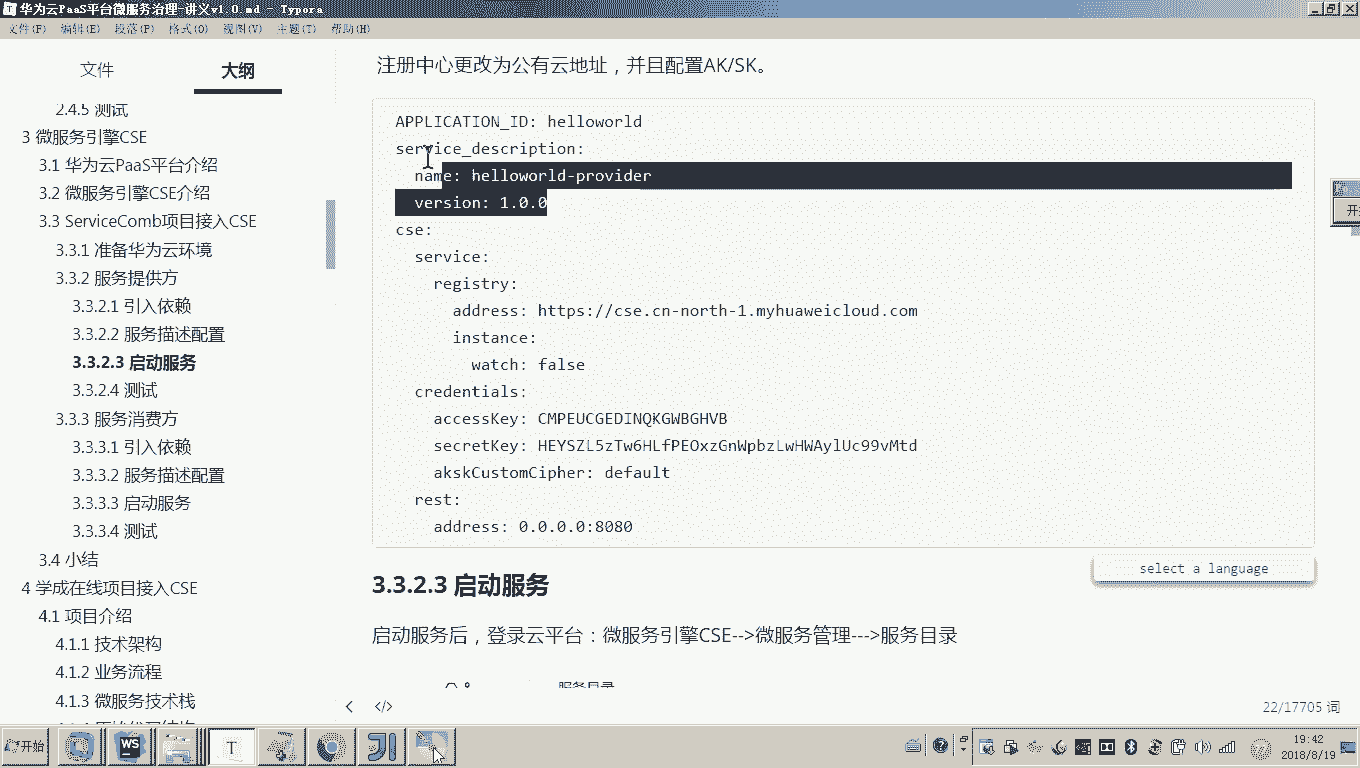 华为云PaaS平台微服务治理-讲义v1.0.md - Typora
文件(F) 编辑(E) 段落(P) 格式(O) 视图(V) 主题(T) 帮助(H)
文件 大纲
2.4.5 测试
3 微服务引擎CSE
3.1 华为云PaaS平台介绍
3.2 微服务引擎CSE介绍
3.3 ServiceComb项目接入CSE
3.3.1 准备华为云环境
3.3.2 服务提供方
3.3.2.1 引入依赖
3.3.2.2 服务描述配置
3.3.2.3 启动服务
3.3.2.4 测试
3.3.3 服务消费方
3.3.3.1 引入依赖
3.3.3.2 服务描述配置
3.3.3.3 启动服务
3.3.3.4 测试
3.4 小结
4 学成在线项目接入CSE
4.1 项目介绍
4.1.1 技术架构
4.1.2 业务流程
4.1.3 微服务技术栈
注册中心更改为公有云地址，并且配置AK/SK。
APPLICATION_ID: helloworld
service_description:
name: helloworld-provider
version: 1.0.0
cse:
service:
registry:
address: https://cse.cn-north-1.myhuaweicloud.com
instance:
watch: false
credentials:
accessKey: CMPEUCGEDINQKGWBGHVB
secretKey: HEYSZL5zTw6HLfPEOxzGnWpbzLwHWAylUc99vMtd
akskCustomCipher: default
rest:
address: 0.0.0.0:8080
select a language
3.3.2.3 启动服务
启动服务后，登录云平台：微服务引擎CSE-->微服务管理--->服务目录
服务目录
22/17705 词
开始
WS
T
19:42
2018/8/19